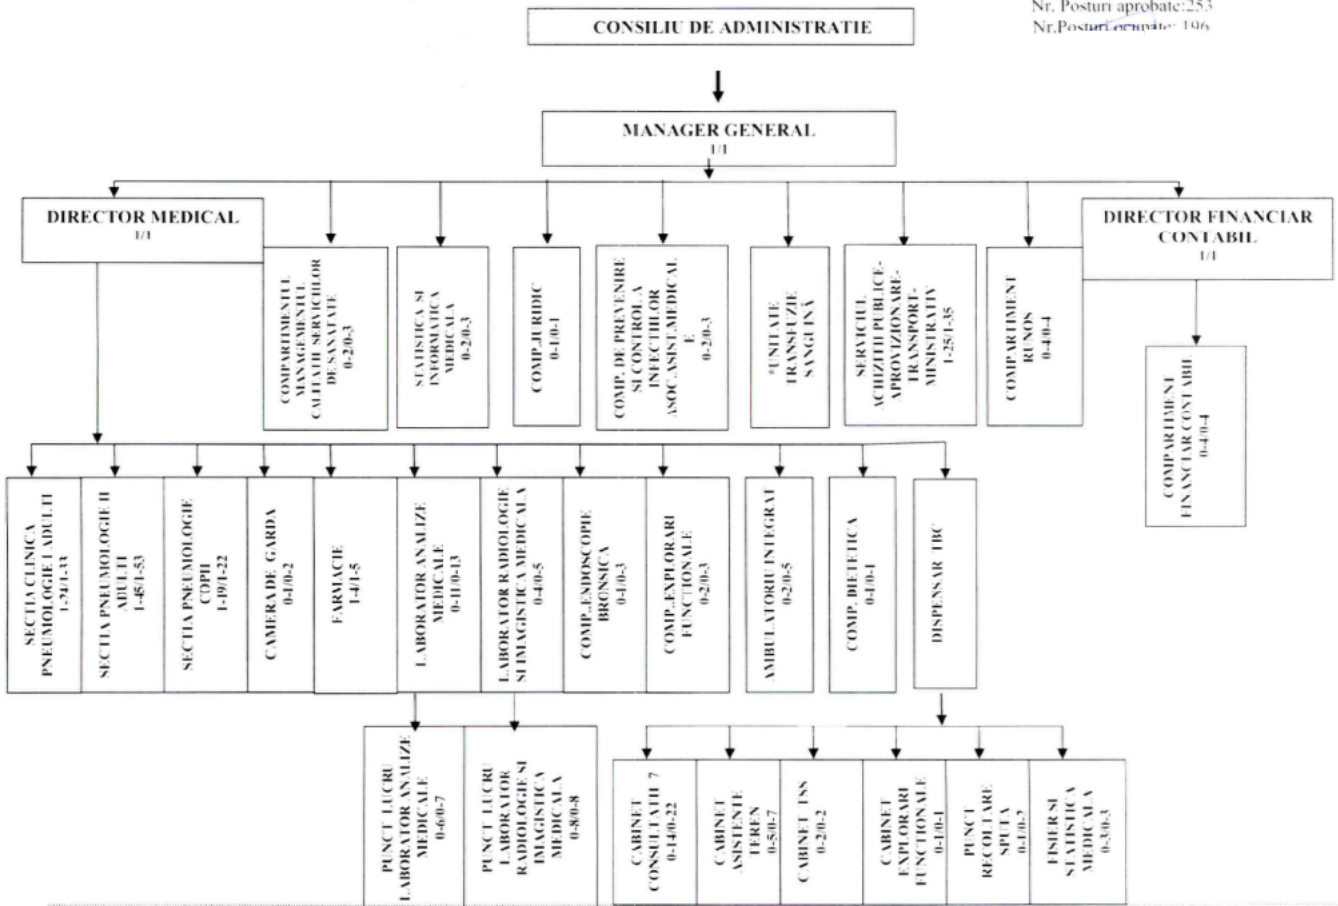 Nr. Posturi aprobate:253
Nr.Posturi ocupate: 196
CONSILIU DE ADMINISTRATIE
MANAGER GENERAL
1/1
DIRECTOR MEDICAL
1/1
DIRECTOR FINANCIAR
CONTABIL
1/1
COMPARTIMENTUL
MANAGEMENTUL
CALITATII SERVICIILOR
DE SANATATE
0-2/0-3
STATISTICA SI
INFORMATICA
MEDICALA
0-2/0-3
COMP.JURIDIC
0-1/0-1
COMP. DE PREVENIRE
SI CONTROL A
INFECTIILOR
ASOC.ASIST.MEDICAL
E
0-2/0-3
*UNITATE
TRANSFUZIE
SANGUINĂ
SERVICIUL
ACHIZITII PUBLICE-
APROVIZIONARE-
TRANSPORT-
MINISTRATIV
1-25/1-35
COMPARTIMENT
RUNOS
0-4/0-4
COMPARTIMENT
FINANCIAR CONTABIL
0-4/0-4
SECTIA CLINICA
PNEUMOLOGIE I ADULTI
1-24/1-33
SECTIA PNEUMOLOGIE II
ADULTI
1-45/1-53
SECTIA PNEUMOLOGIE
COPII
1-19/1-22
CAMERA DE GARDA
0-1/0-2
FARMACIE
1-4/1-5
LABORATOR ANALIZE
MEDICALE
0-11/0-13
LABORATOR RADIOLOGIE
SI IMAGISTICA MEDICALA
0-4/0-5
COMP..ENDOSCOPIE
BRONSICA
0-1/0-3
COMP..EXPLORARI
FUNCTIONALE
0-2/0-3
AMBULATORIU INTEGRAT
0-2/0-5
COMP. DIETETICA
0-1/0-1
DISPENSAR TBC
PUNCT LUCRU
LABORATOR ANALIZE
MEDICALE
0-6/0-7
PUNCT LUCRU
LABORATOR
RADIOLOGIE SI
IMAGISTICA
MEDICALA
0-8/0-8
CABINET
CONSULTATII 7
0-14/0-22
CABINET
ASISTENTE
TEREN
0-5/0-7
CABINET TSS
0-2/0-2
CABINET
EXPLORARI
FUNCTIONALE
0-1/0-1
PUNCT
RECOLTARE
SPUTA
0-1/0-2
FISIER SI
STATISTICA
MEDICALA
0-3/0-3